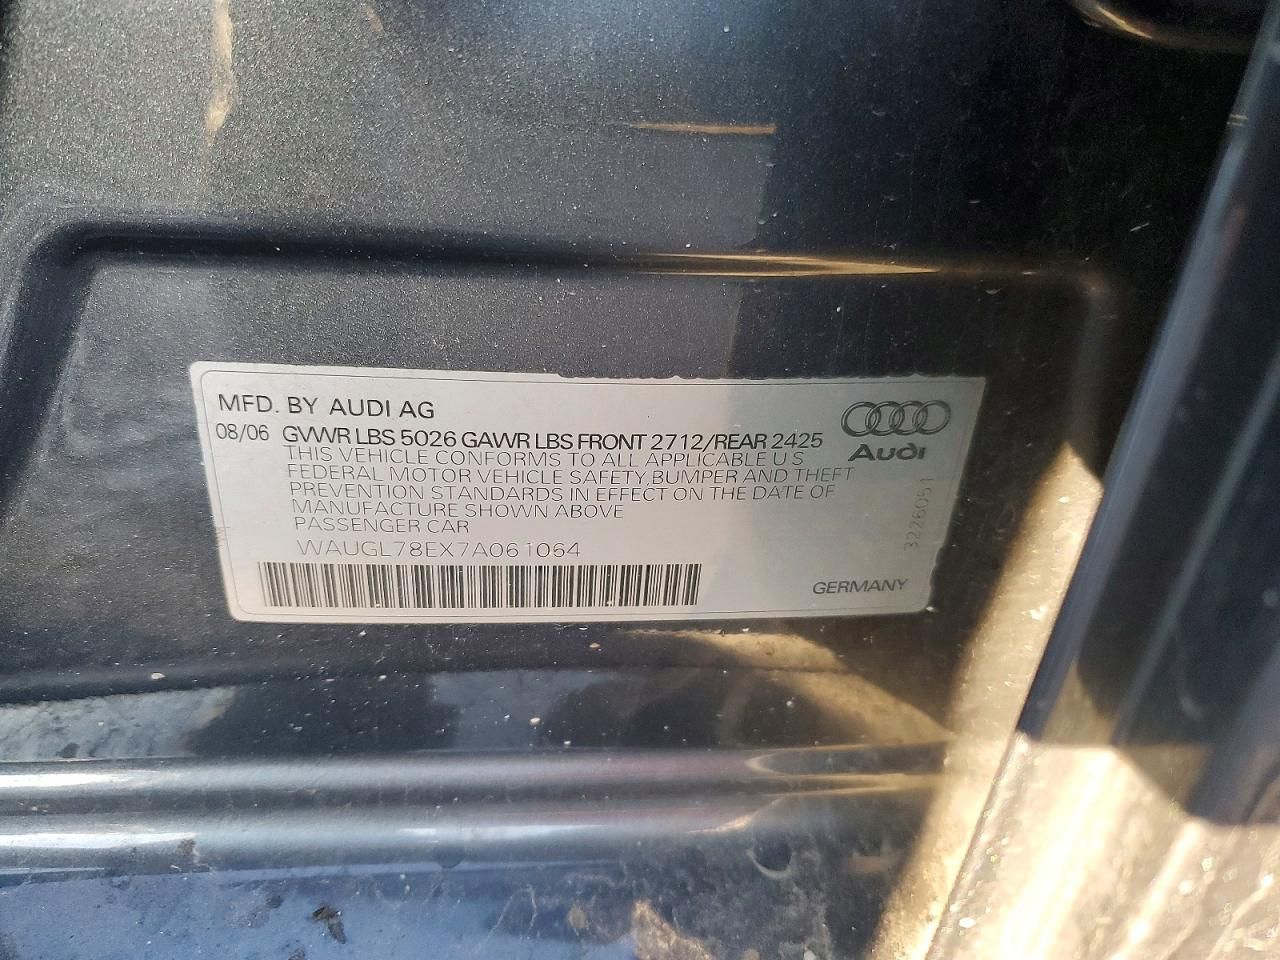 MFD. BY AUDI AG
08/06 GVWR LBS 5026 GAWR LBS FRONT 2712/REAR 2425
THIS VEHICLE CONFORMS TO ALL APPLICABLE U S
FEDERAL MOTOR VEHICLE SAFETY,BUMPER AND THEFT
PREVENTION STANDARDS IN EFFECT ON THE DATE OF
MANUFACTURE SHOWN ABOVE
PASSENGER CAR
WAUGL78EX7A061064
Audi
3226051
GERMANY